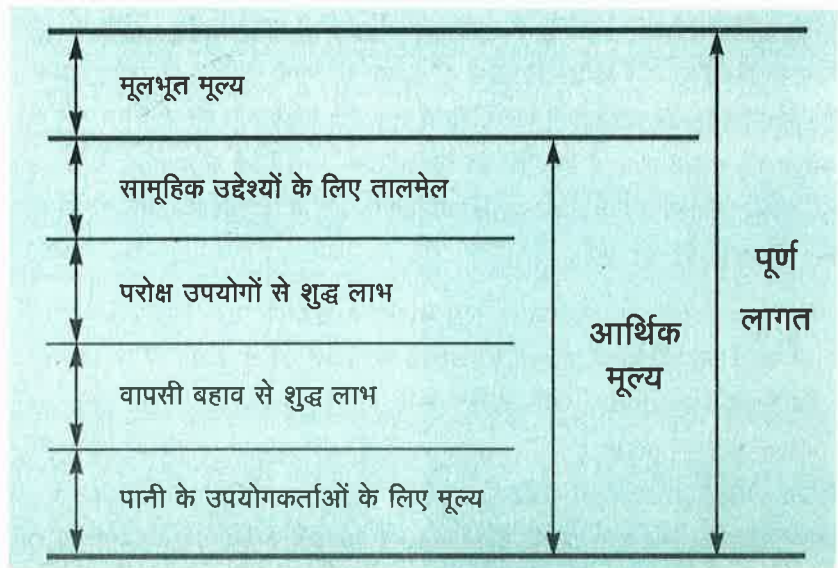 मूलभूत मूल्य
सामूहिक उद्देश्यों के लिए तालमेल
परोक्ष उपयोगों से शुद्ध लाभ
वापसी बहाव से शुद्ध लाभ
पानी के उपयोगकर्ताओं के लिए मूल्य
आर्थिक
मूल्य
पूर्ण
लागत